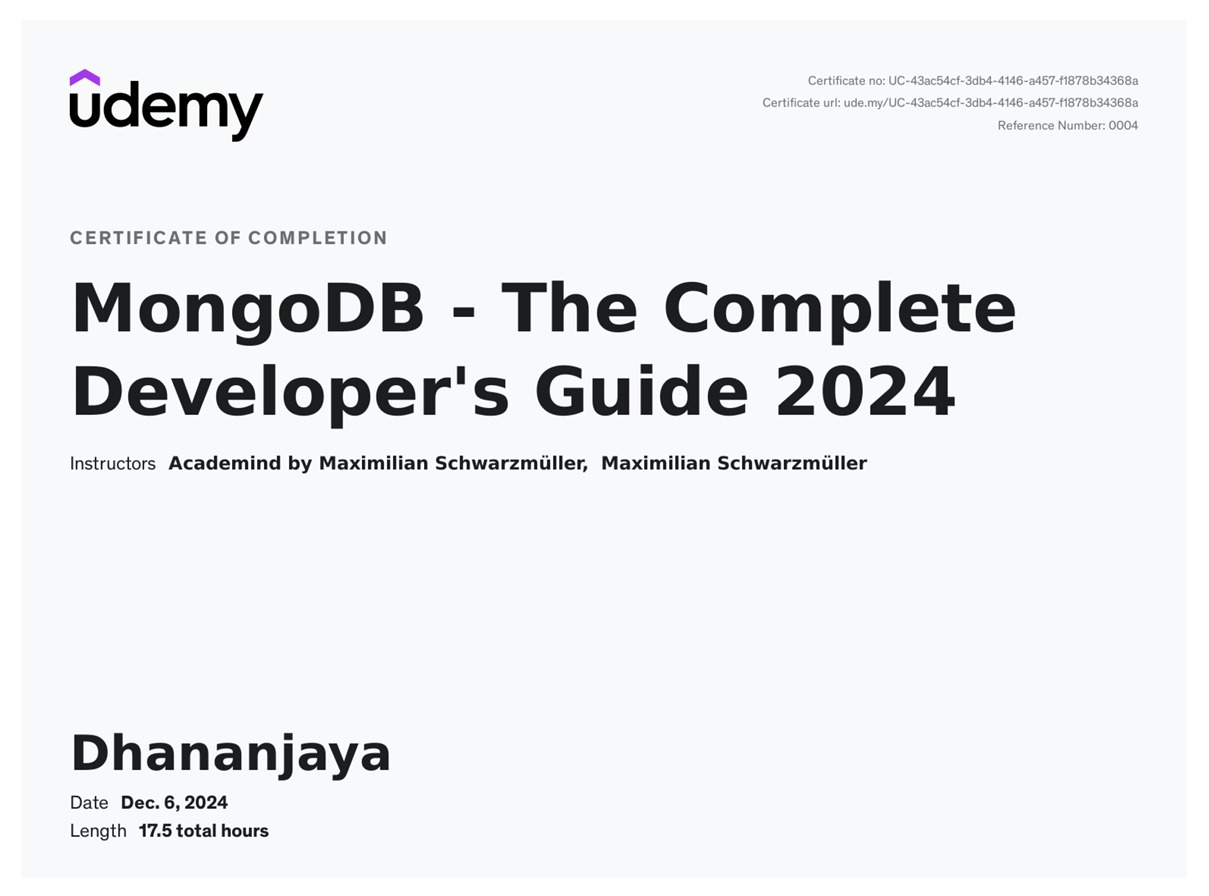 udemy
Certificate no: UC-43ac54cf-3db4-4146-a457-f1878b34368a
Certificate url: ude.my/UC-43ac54cf-3db4-4146-a457-f1878b34368a
Reference Number: 0004
CERTIFICATE OF COMPLETION
MongoDB - The Complete
Developer's Guide 2024
Instructors Academind by Maximilian Schwarzmüller, Maximilian Schwarzmüller
Dhananjaya
Date Dec. 6, 2024
Length 17.5 total hours